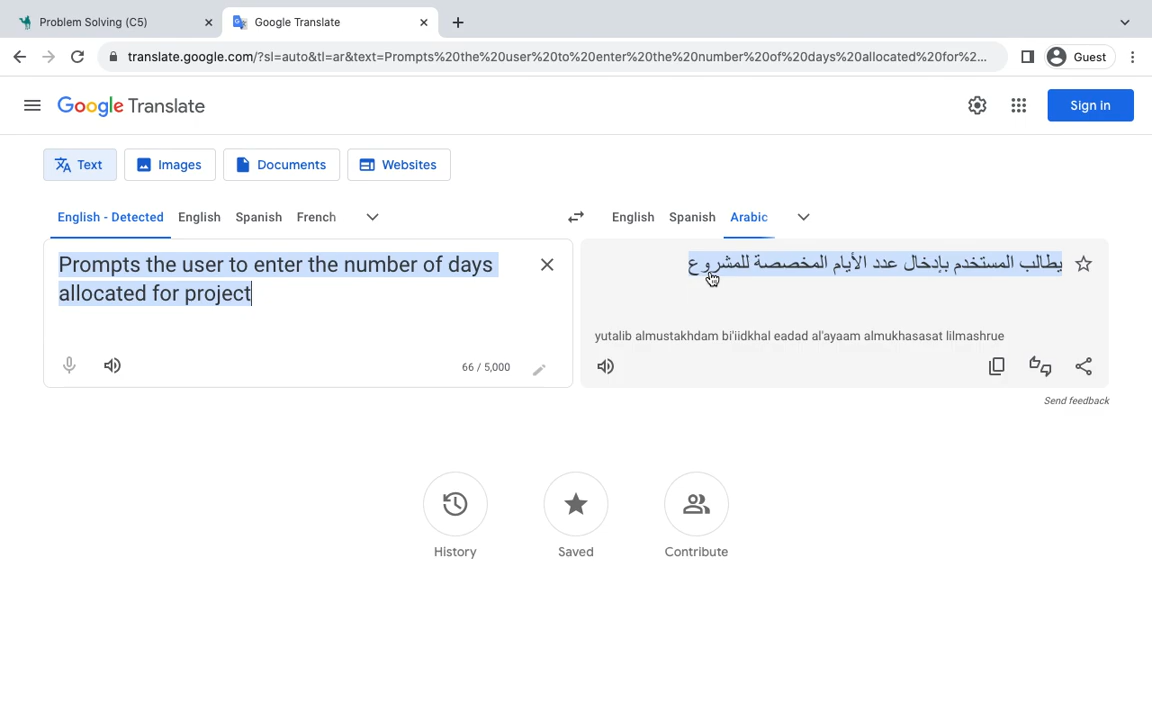 Problem Solving (C5)
Google Translate
translate.google.com/?sl=auto&tl=ar&text=Prompts%20the%20user%20to%20enter%20the%20number%20of%20days%20allocated%20for%2...
Guest
Google Translate
Sign in
Text
Images
Documents
Websites
English - Detected
English
Spanish
French
English
Spanish
Arabic
Prompts the user to enter the number of days
allocated for project
66 / 5,000
يطالب المستخدم بإدخال عدد الأيام المخصصة للمشروع
yutalib almustakhdam bi'iidkhal eadad al'ayaam almukhasasat lilmashrue
Send feedback
History
Saved
Contribute